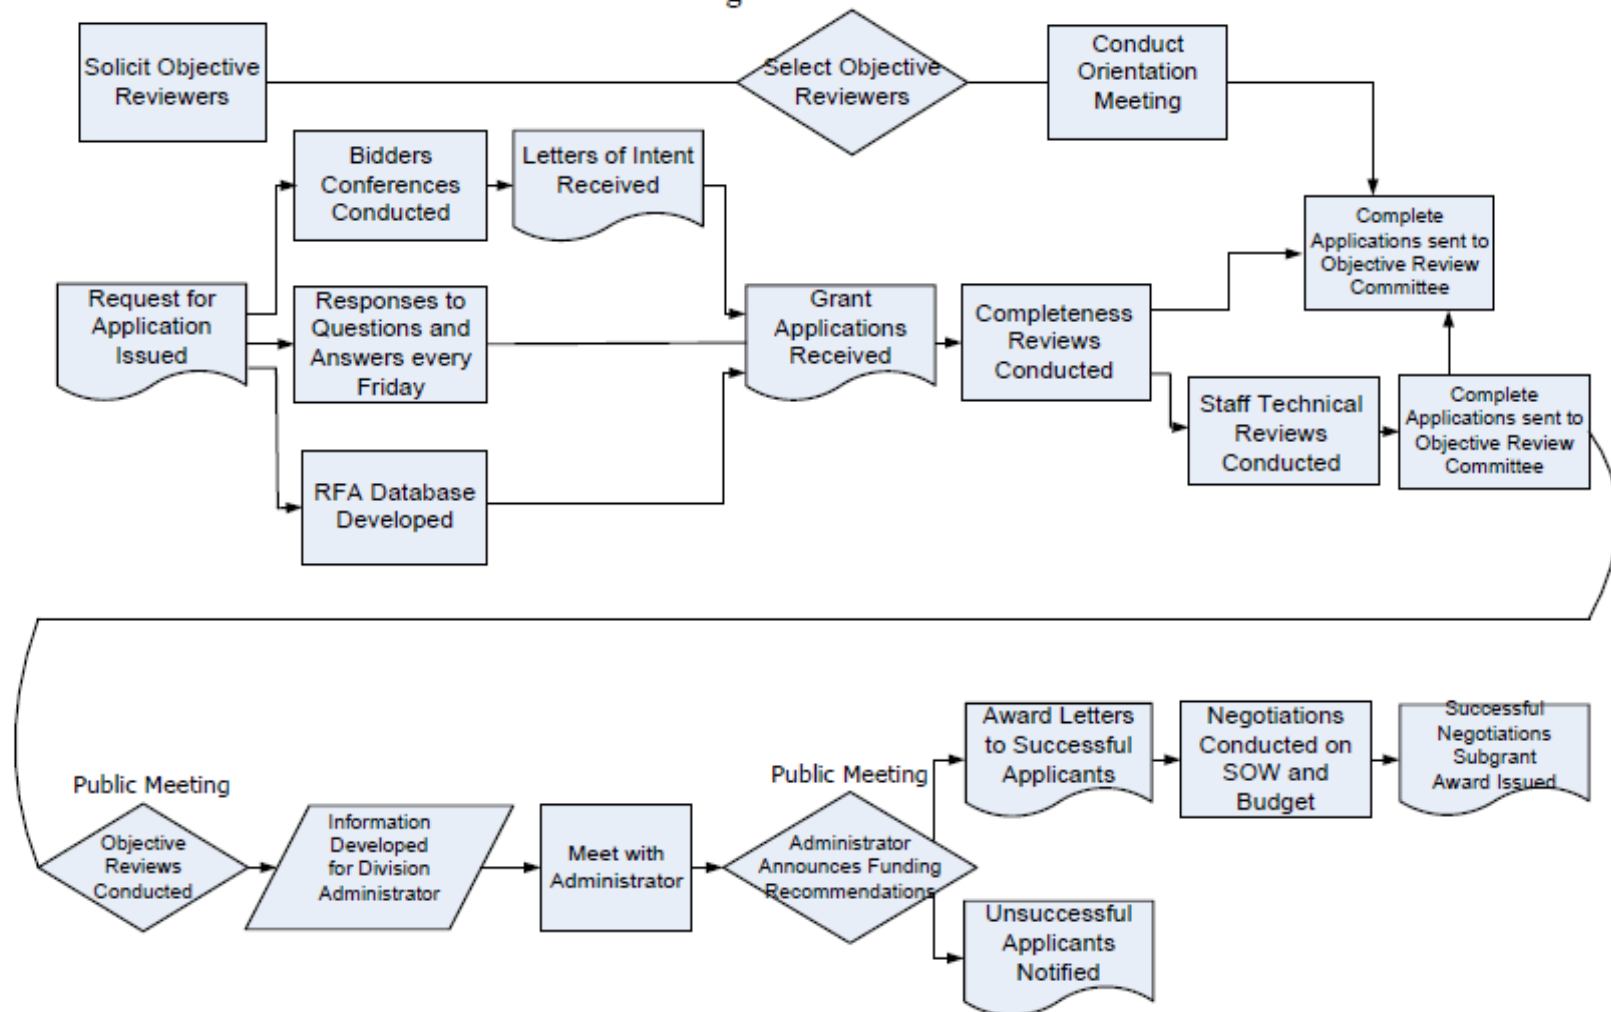 Solicit Objective
Reviewers
Select Objective
Reviewers
Conduct
Orientation
Meeting
Bidders
Conferences
Conducted
Letters of Intent
Received
Complete
Applications sent to
Objective Review
Committee
Request for
Application
Issued
Responses to
Questions and
Answers every
Friday
Grant
Applications
Received
Completeness
Reviews
Conducted
Staff Technical
Reviews
Conducted
Complete
Applications sent to
Objective Review
Committee
RFA Database
Developed
Public Meeting
Objective
Reviews
Conducted
Information
Developed
for Division
Administrator
Meet with
Administrator
Public Meeting
Administrator
Announces Funding
Recommendations
Award Letters
to Successful
Applicants
Negotiations
Conducted on
SOW and
Budget
Successful
Negotiations
Subgrant
Award Issued
Unsuccessful
Applicants
Notified